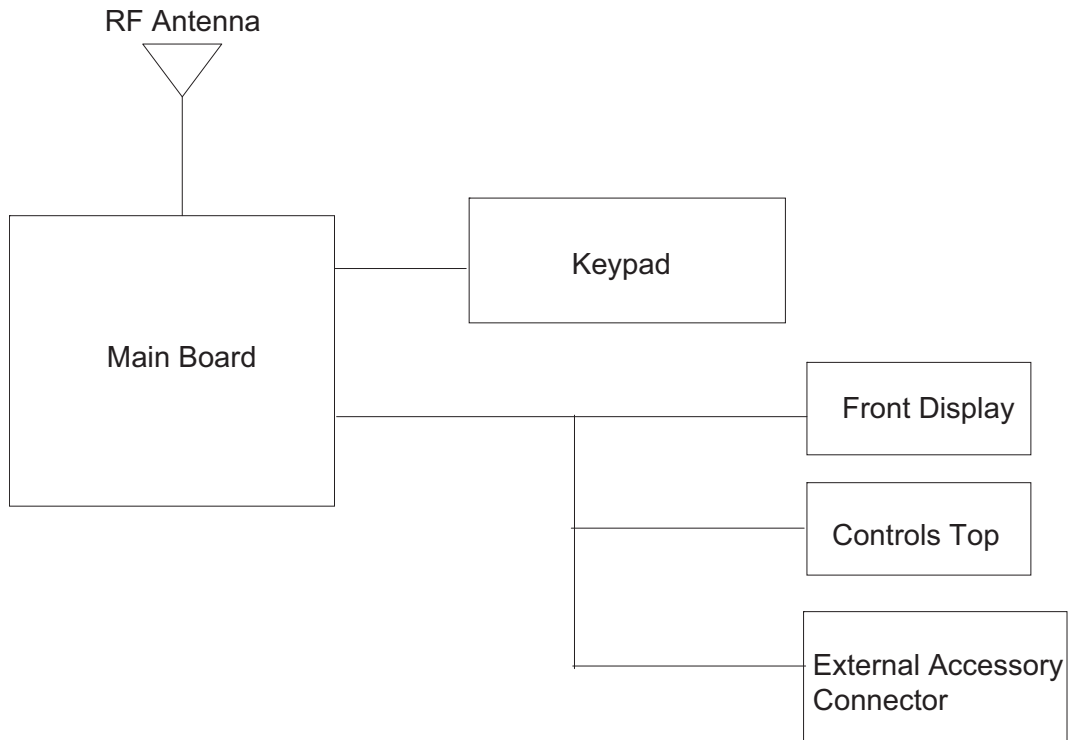 RF Antenna
Keypad
Main Board
Front Display
Controls Top
External Accessory
Connector